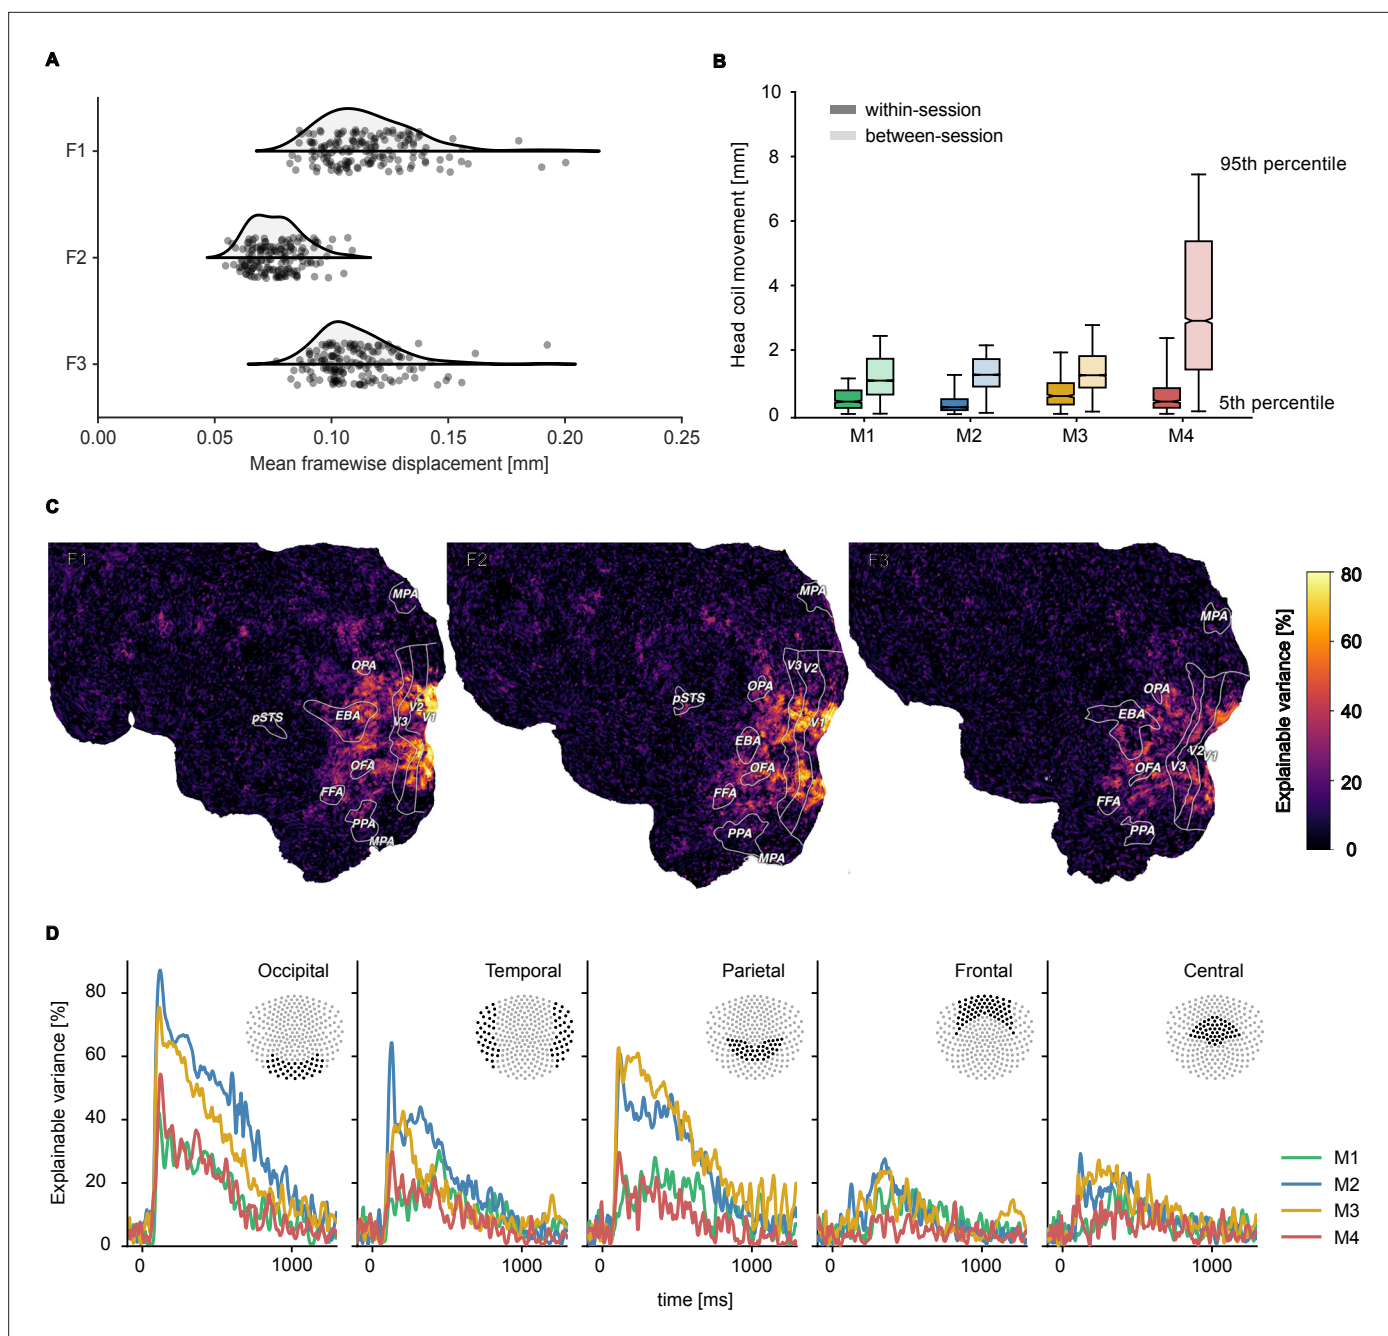 A
F1
F2
F3
0.00 0.05 0.10 0.15 0.20 0.25
Mean framewise displacement [mm]
B
Head coil movement [mm]
10
8
6
4
2
0
within-session
between-session
95th percentile
5th percentile
M1 M2 M3 M4
C
F1
MPA
OPA
pSTS
EBA
V3
V2
V1
OFA
FFA
PPA
MPA
F2
MPA
V3
V2
OPA
pSTS
V1
EBA
OFA
FFA
PPA
MPA
F3
MPA
OPA
EBA
V2
V1
V3
OFA
FFA
PPA
Explainable variance [%]
80
60
40
20
0
D
Explainable variance [%]
80
60
40
20
0
Occipital
Temporal
Parietal
Frontal
Central
0 1000
0 1000
0 1000
0 1000
0 1000
time [ms]
M1
M2
M3
M4